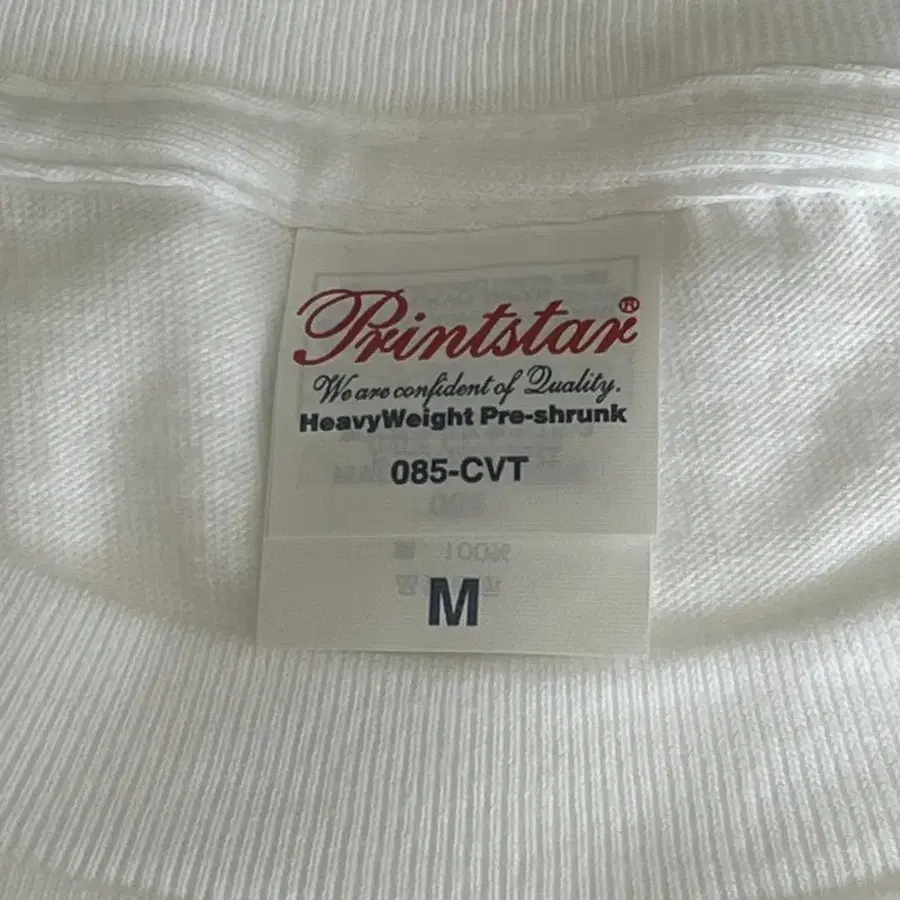 Printstar®
We are confident of Quality.
HeavyWeight Pre-shrunk
085-CVT
M